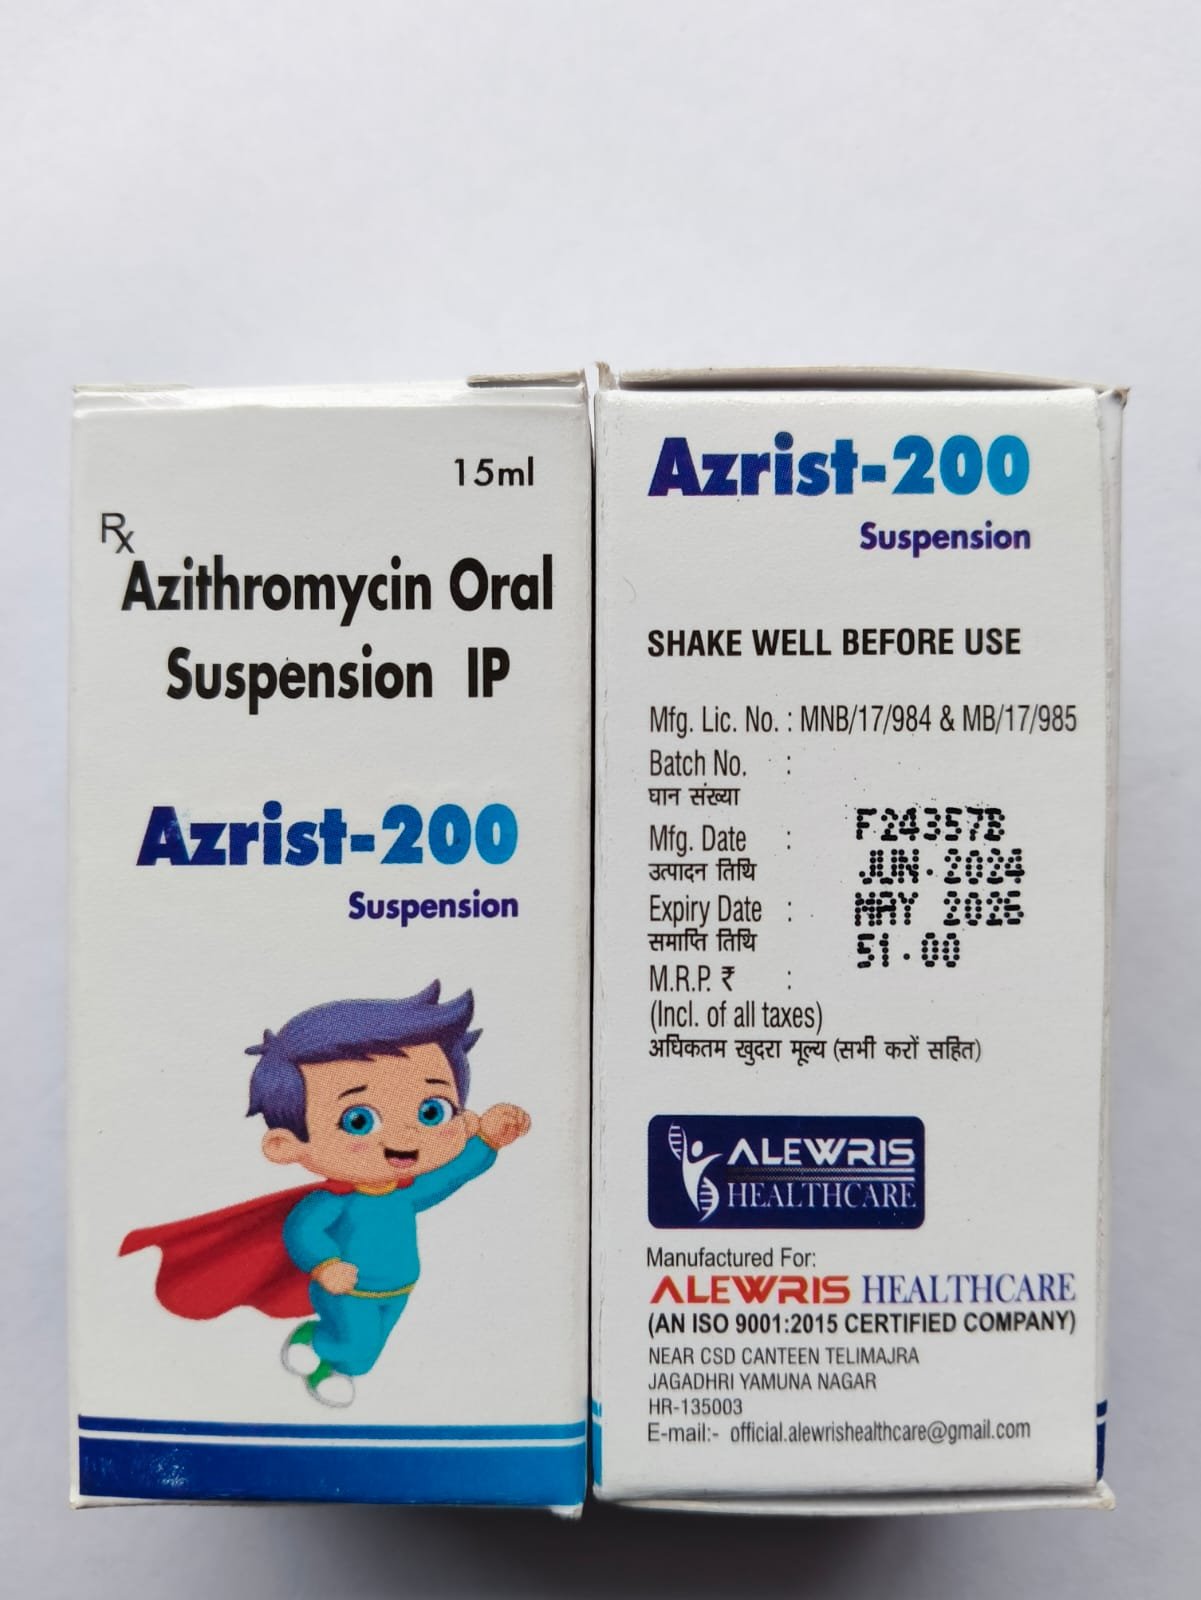 15ml
Rx
Azithromycin Oral
Suspension IP
Azrist-200
Suspension
Azrist-200
Suspension
SHAKE WELL BEFORE USE
Mfg. Lic. No. : MNB/17/984 & MB/17/985
Batch No. :
घान संख्या
F24357B
Mfg. Date :
उत्पादन तिथि
JUN.2024
Expiry Date :
समाप्ति तिथि
MAY 2026
M.R.P. ₹ :
51.00
(Incl. of all taxes)
अधिकतम खुदरा मूल्य (सभी करों सहित)
ALEWRIS
HEALTHCARE
Manufactured For:
ALEWRIS HEALTHCARE
(AN ISO 9001:2015 CERTIFIED COMPANY)
NEAR CSD CANTEEN TELIMAJRA
JAGADHRI YAMUNA NAGAR
HR-135003
E-mail:- official.alewrishealthcare@gmail.com